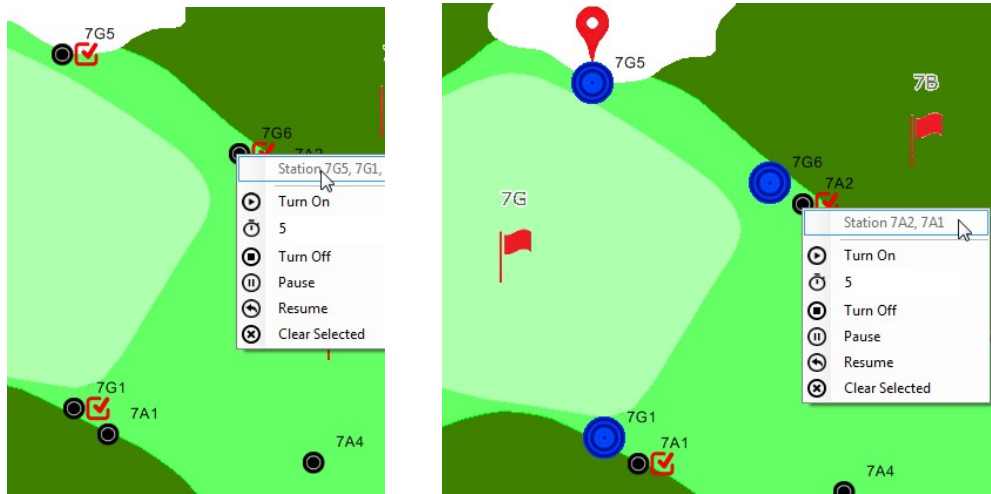 7G5
7G6
Station 7G5, 7G1,
Turn On
5
Turn Off
Pause
Resume
Clear Selected
7G1
7A1
7A4
7G5
7B
7G6
7A2
7G
Station 7A2, 7A1
Turn On
5
Turn Off
Pause
Resume
Clear Selected
7G1
7A1
7A4